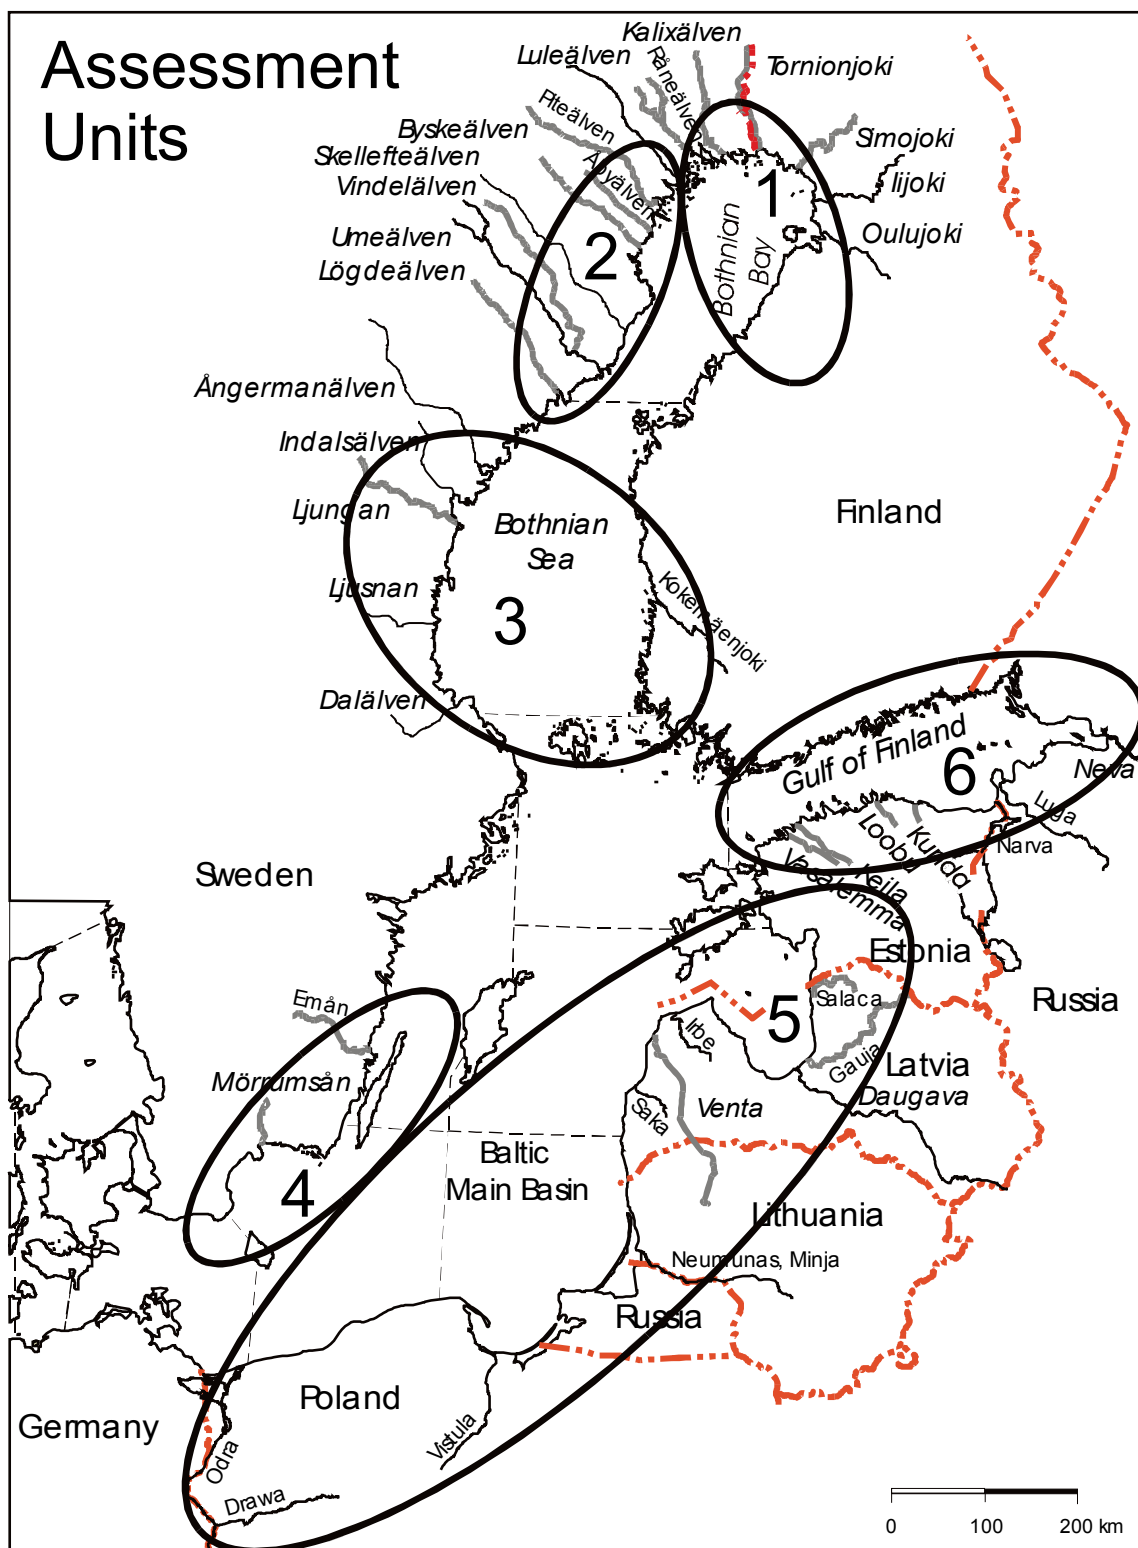 Assessment
Units
Kalixälven
Luleälven
Råneälven
Tornionjoki
Piteälven
Byskeälven
Simojoki
Skellefteälven
Åbyälven
Vindelälven
Iijoki
1
Umeälven
2
Bothnian
Bay
Oulujoki
Lögdeälven
Ångermanälven
Indalsälven
Ljungan
Bothnian
Sea
Finland
Ljusnan
3
Kokemäenjoki
Dalälven
Gulf of Finland
6
Neva
Luga
Loobu
Kunda
Narva
Sweden
Vasalemma
Keila
Estonia
Emån
5
Salaca
Russia
Irbe
Gauja
Mörrumsån
Latvia
Saka
Venta
Daugava
4
Baltic
Main Basin
Lithuania
Neumunas, Minja
Russia
Poland
Germany
Vistula
Odra
Drawa
0 100 200 km